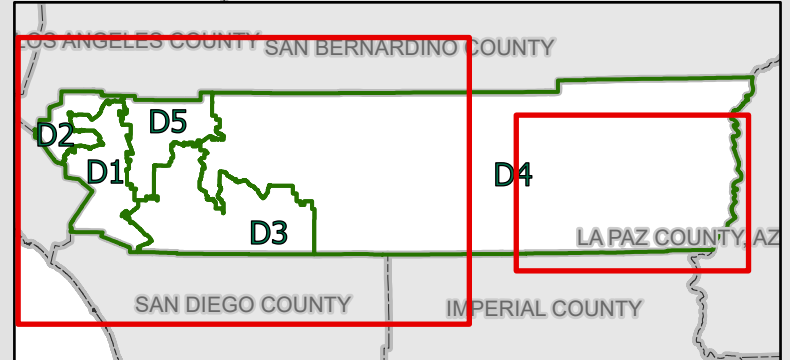 LOS ANGELES COUNTY
SAN BERNARDINO COUNTY
D5
D2
D1
D4
D3
LA PAZ COUNTY, AZ
SAN DIEGO COUNTY
IMPERIAL COUNTY